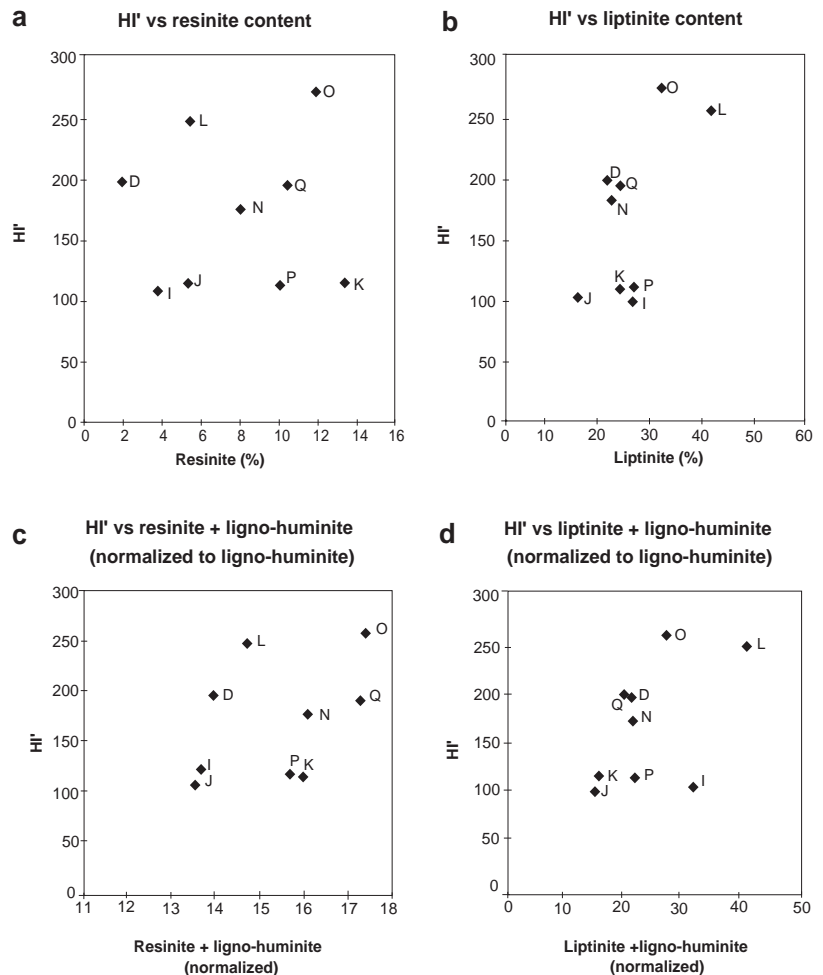 a
HI' vs resinite content
300
250
200
150
100
50
0
HI'
O
L
D
Q
N
J
I
P
K
0 2 4 6 8 10 12 14 16
Resinite (%)
b
HI' vs liptinite content
300
250
200
150
100
50
0
HI'
O
L
D
Q
N
K
P
J
I
0 10 20 30 40 50 60
Liptinite (%)
c
HI' vs resinite + ligno-huminite
(normalized to ligno-huminite)
300
250
200
150
100
50
0
HI'
O
L
D
Q
N
I
J
P
K
11 12 13 14 15 16 17 18
Resinite + ligno-huminite
(normalized)
d
HI' vs liptinite + ligno-huminite
(normalized to ligno-huminite)
300
250
200
150
100
50
0
HI'
O
L
Q
D
N
K
J
P
I
0 10 20 30 40 50
Liptinite +ligno-huminite
(normalized)